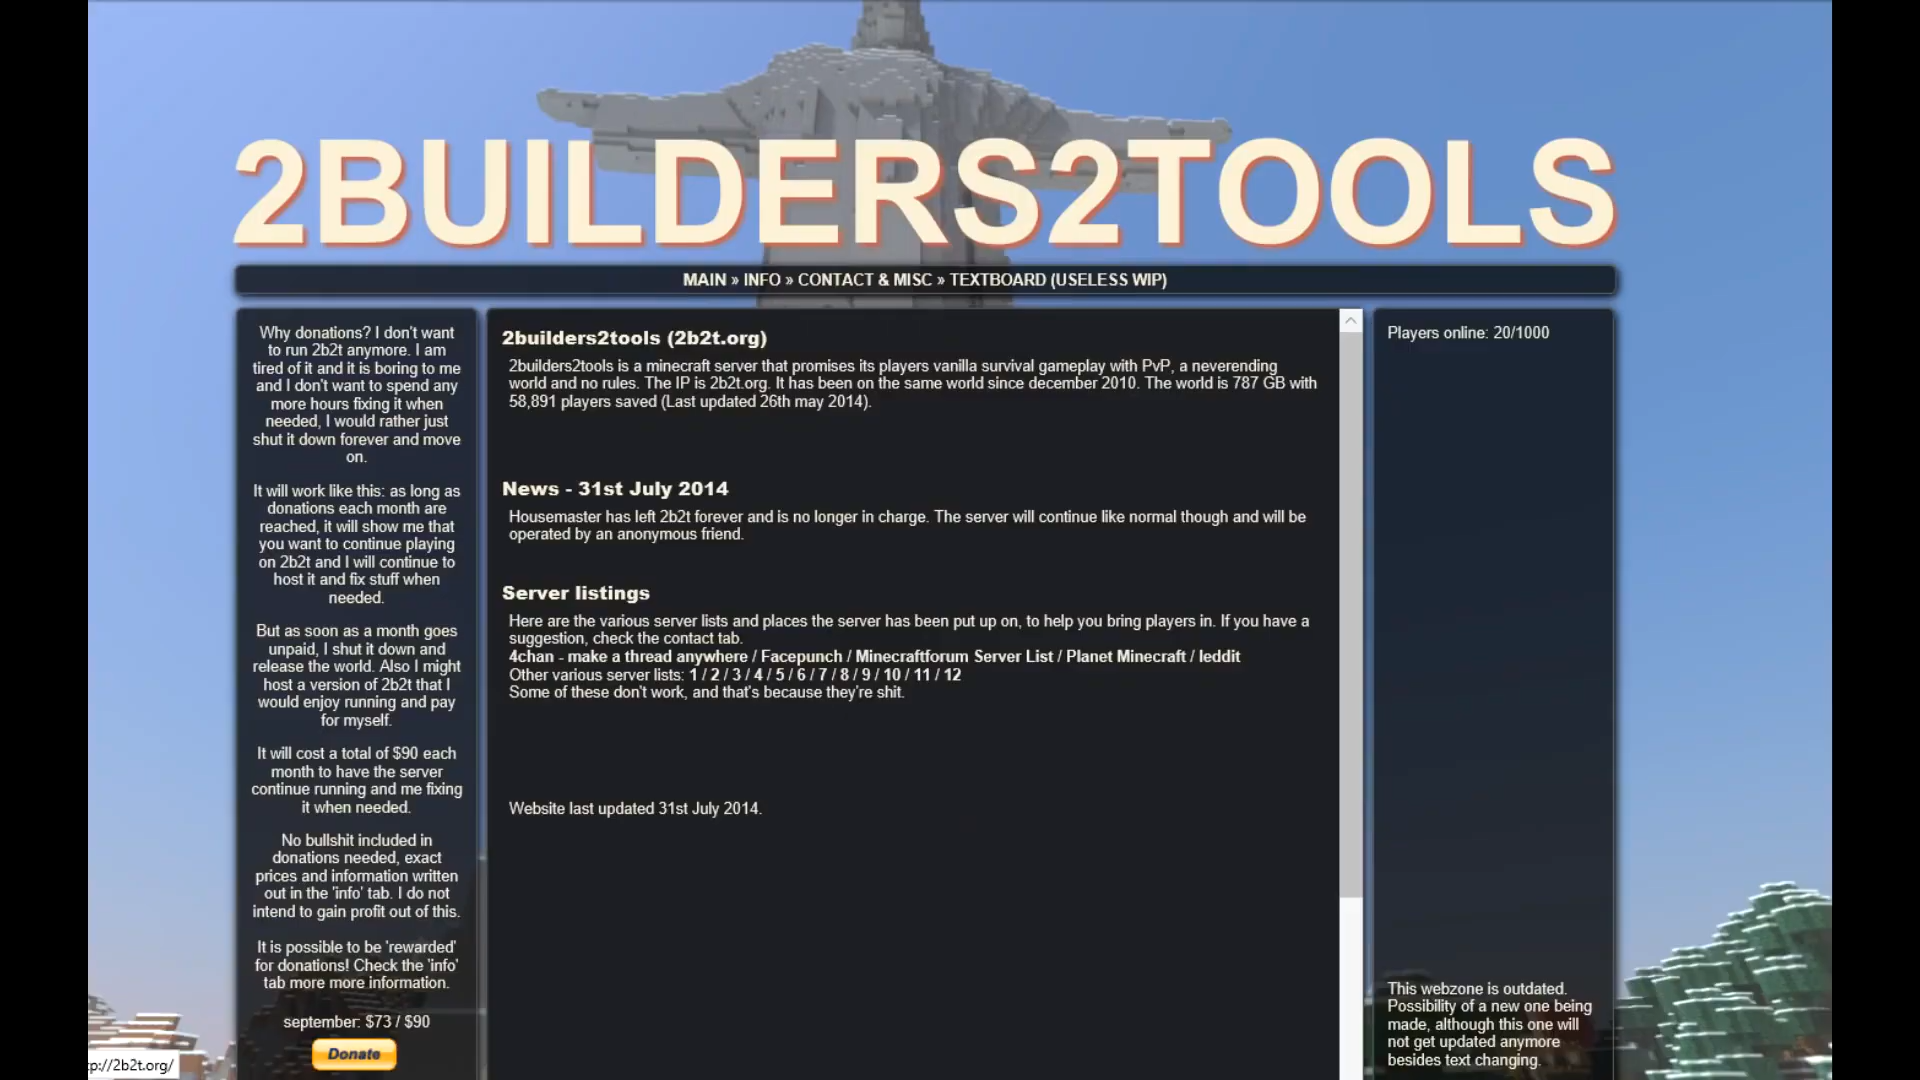 2BUILDERS2TOOLS
MAIN » INFO » CONTACT & MISC » TEXTBOARD (USELESS WIP)
Why donations? I don't want
to run 2b2t anymore. I am
tired of it and it is boring to me
and I don't want to spend any
more hours fixing it when
needed, I would rather just
shut it down forever and move
on.
It will work like this: as long as
donations each month are
reached, it will show me that
you want to continue playing
on 2b2t and I will continue to
host it and fix stuff when
needed.
But as soon as a month goes
unpaid, I shut it down and
release the world. Also I might
host a version of 2b2t that I
would enjoy running and pay
for myself.
It will cost a total of $90 each
month to have the server
continue running and me fixing
it when needed.
No bullshit included in
donations needed, exact
prices and information written
out in the 'info' tab. I do not
intend to gain profit out of this.
It is possible to be 'rewarded'
for donations! Check the 'info'
tab more more information.
september: $73 / $90
Donate
2builders2tools (2b2t.org)
2builders2tools is a minecraft server that promises its players vanilla survival gameplay with PvP, a neverending
world and no rules. The IP is 2b2t.org. It has been on the same world since december 2010. The world is 787 GB with
58,891 players saved (Last updated 26th may 2014).
News - 31st July 2014
Housemaster has left 2b2t forever and is no longer in charge. The server will continue like normal though and will be
operated by an anonymous friend.
Server listings
Here are the various server lists and places the server has been put up on, to help you bring players in. If you have a
suggestion, check the contact tab.
4chan - make a thread anywhere / Facepunch / Minecraftforum Server List / Planet Minecraft / leddit
Other various server lists: 1 / 2 / 3 / 4 / 5 / 6 / 7 / 8 / 9 / 10 / 11 / 12
Some of these don't work, and that's because they're shit.
Website last updated 31st July 2014.
Players online: 20/1000
This webzone is outdated.
Possibility of a new one being
made, although this one will
not get updated anymore
besides text changing.
tp://2b2t.org/